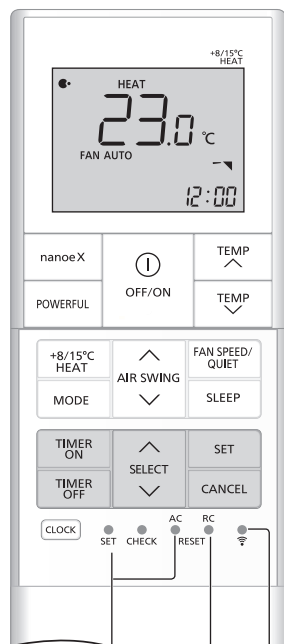 +8/15°C
HEAT
HEAT
23.0 °C
FAN AUTO
12:00
nanoe X
OFF/ON
TEMP
POWERFUL
TEMP
+8/15°C
HEAT
AIR SWING
FAN SPEED/
QUIET
MODE
SLEEP
TIMER
ON
SELECT
SET
TIMER
OFF
CANCEL
CLOCK
AC
RC
SET
CHECK
RESET